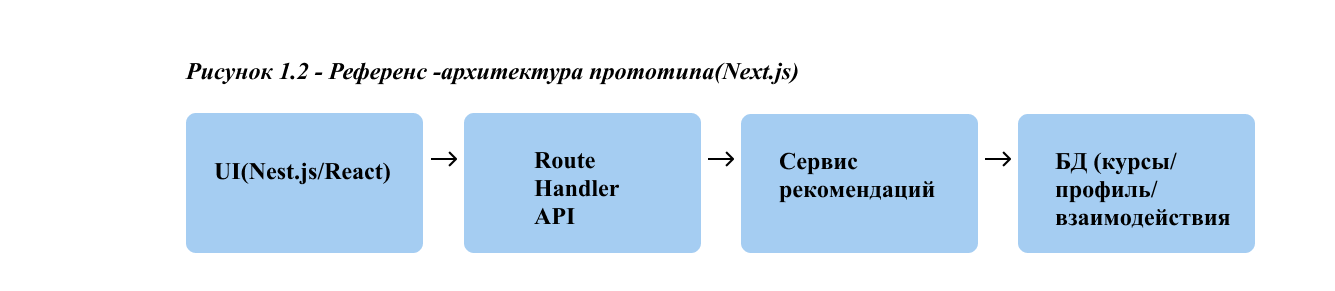 Рисунок 1.2 - Референс -архитектура прототипа(Next.js)
UI(Nest.js/React)
Route
Handler
API
Сервис
рекомендаций
БД (курсы/
профиль/
взаимодействия